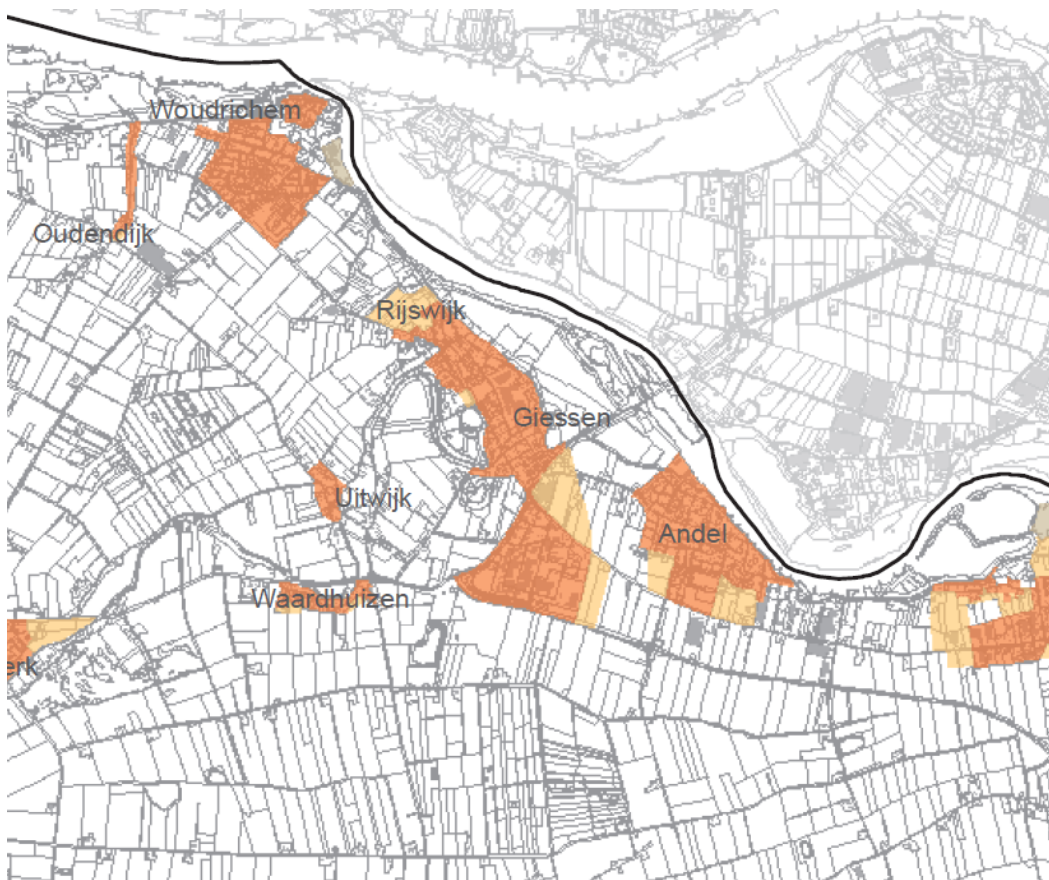 Woudrichem
Oudendijk
Rijswijk
Giessen
Uitwijk
Andel
Waardhuizen
erk